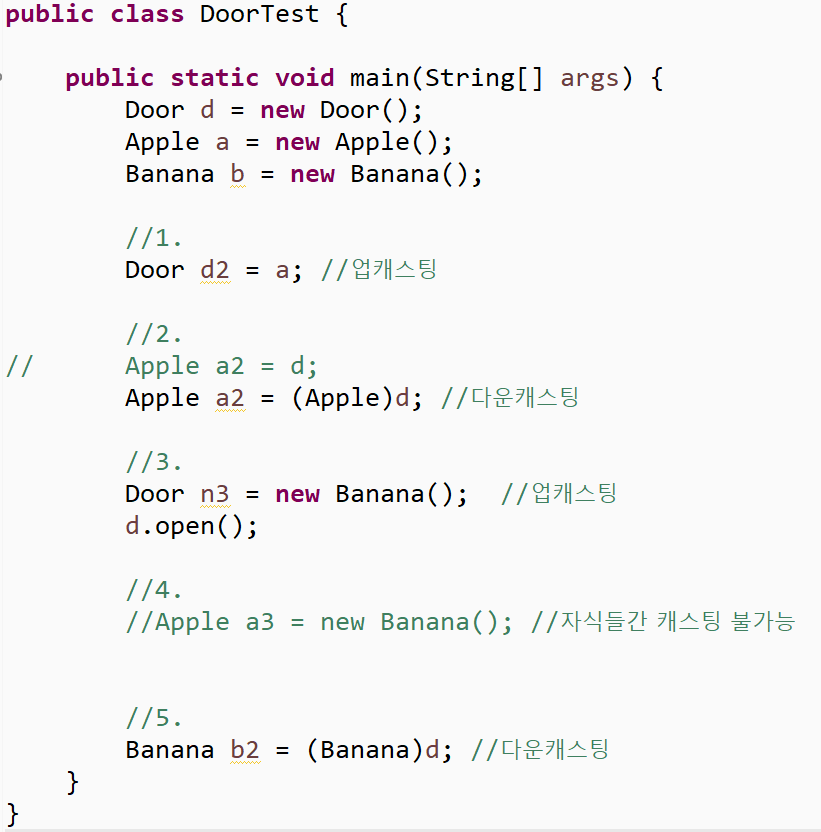 public class DoorTest {
public static void main(String[] args) {
Door d = new Door();
Apple a = new Apple();
Banana b = new Banana();
//1.
Door d2 = a; //업캐스팅
//2.
// Apple a2 = d;
Apple a2 = (Apple)d; //다운캐스팅
//3.
Door n3 = new Banana(); //업캐스팅
d.open();
//4.
//Apple a3 = new Banana(); //자식들간 캐스팅 불가능
//5.
Banana b2 = (Banana)d; //다운캐스팅
}
}